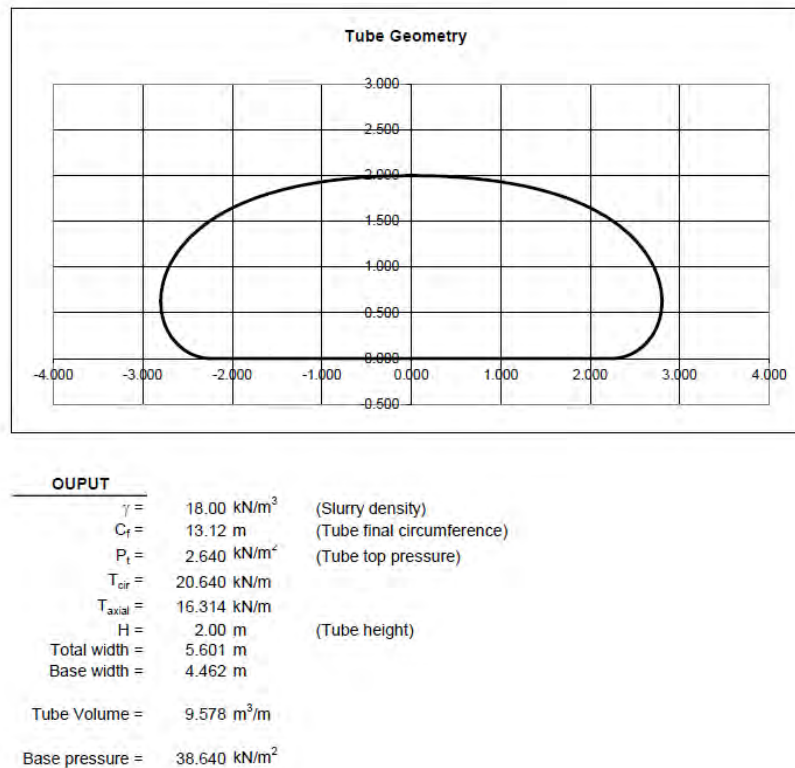 Tube Geometry
3.000
2.500
2.000
1.500
1.000
0.500
0.000
-4.000 -3.000 -2.000 -1.000 0.000 1.000 2.000 3.000 4.000
-0.500
OUPUT
γ = 18.00 kN/m³ (Slurry density)
Cf = 13.12 m (Tube final circumference)
Pt = 2.640 kN/m² (Tube top pressure)
Tcir = 20.640 kN/m
Taxial = 16.314 kN/m
H = 2.00 m (Tube height)
Total width = 5.601 m
Base width = 4.462 m
Tube Volume = 9.578 m³/m
Base pressure = 38.640 kN/m²